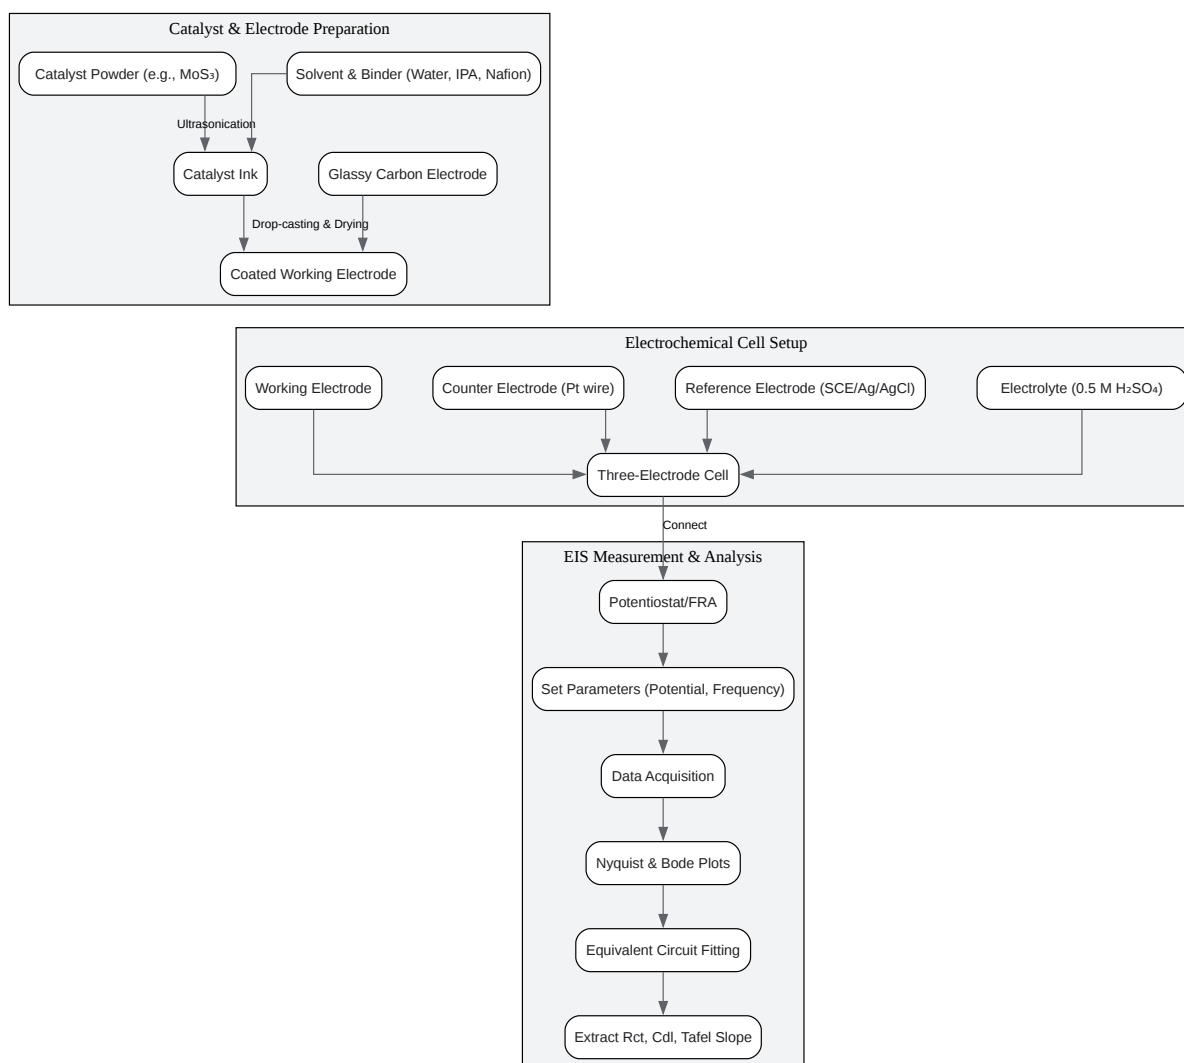 Catalyst & Electrode Preparation
Catalyst Powder (e.g., MoS₃)
Solvent & Binder (Water, IPA, Nafion)
Ultrasonication
Catalyst Ink
Glassy Carbon Electrode
Drop-casting & Drying
Coated Working Electrode
Electrochemical Cell Setup
Working Electrode
Counter Electrode (Pt wire)
Reference Electrode (SCE/Ag/AgCl)
Electrolyte (0.5 M H₂SO₄)
Three-Electrode Cell
Connect
EIS Measurement & Analysis
Potentiostat/FRA
Set Parameters (Potential, Frequency)
Data Acquisition
Nyquist & Bode Plots
Equivalent Circuit Fitting
Extract Rct, Cdl, Tafel Slope